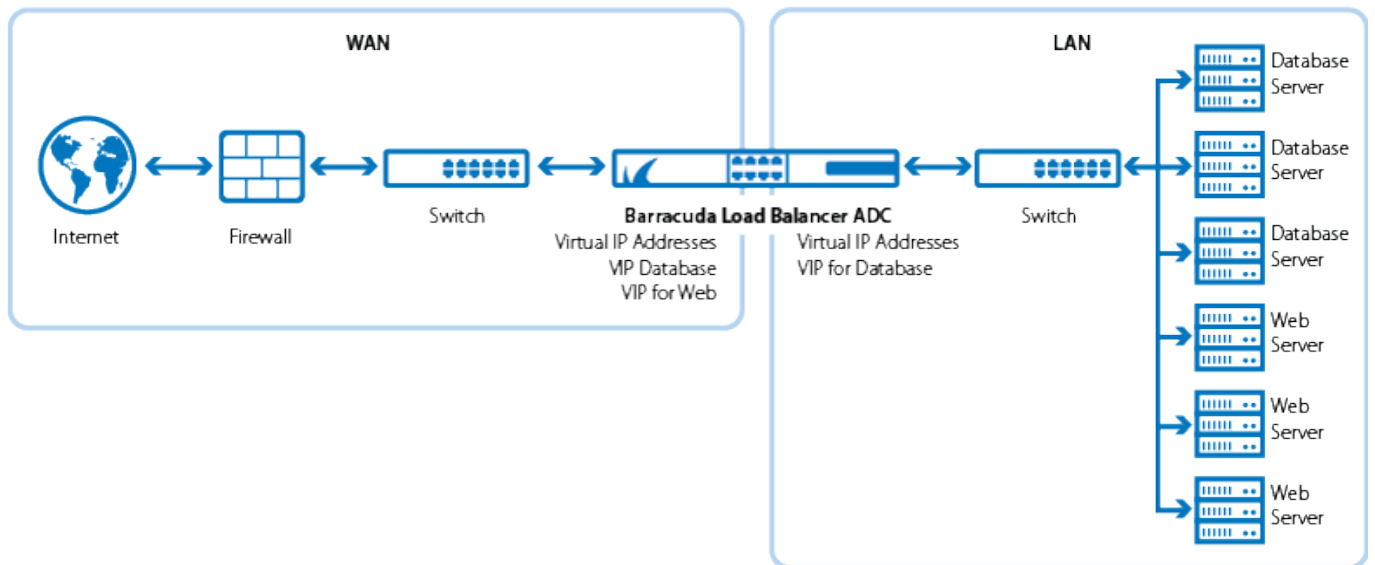 WAN
LAN
Internet
Firewall
Switch
Barracuda Load Balancer ADC
Virtual IP Addresses
VIP Database
VIP for Web
Virtual IP Addresses
VIP for Database
Switch
Database
Server
Database
Server
Database
Server
Web
Server
Web
Server
Web
Server